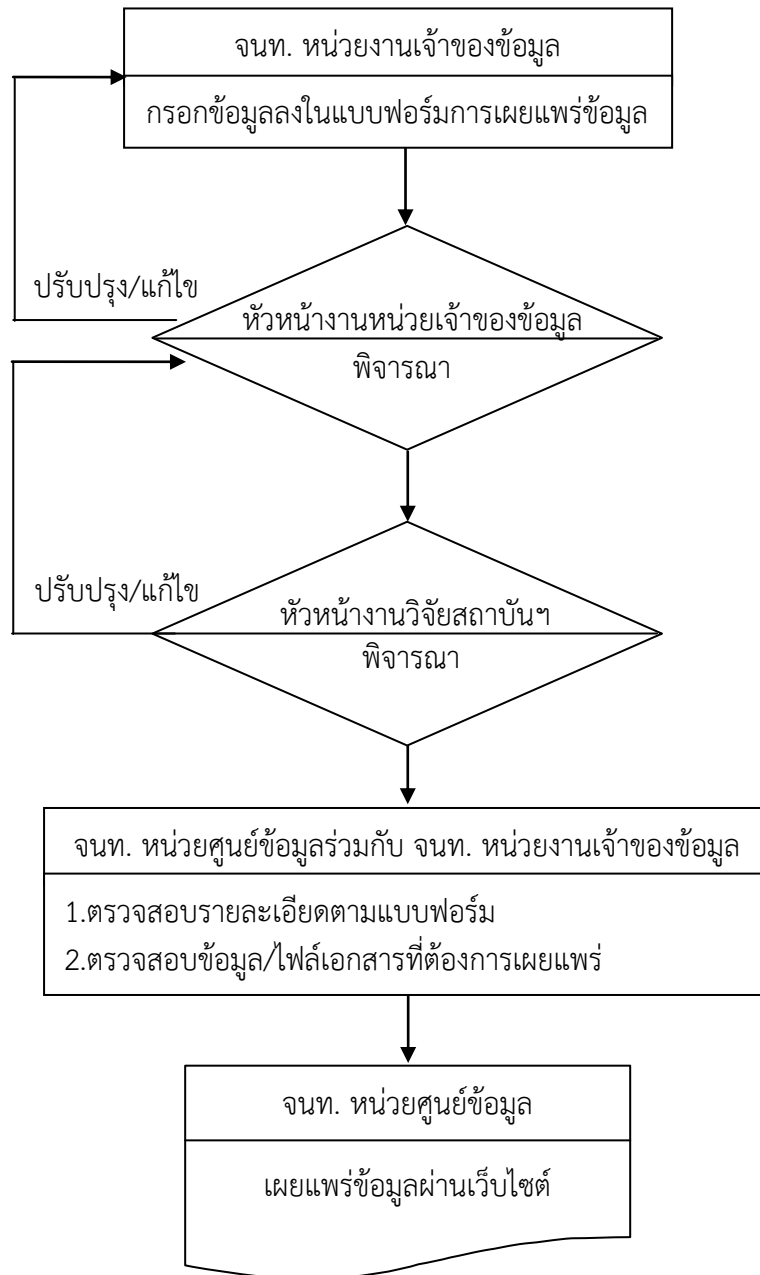 จนท. หน่วยงานเจ้าของข้อมูล
กรอกข้อมูลลงในแบบฟอร์มการเผยแพร่ข้อมูล
ปรับปรุง/แก้ไข
หัวหน้างานหน่วยเจ้าของข้อมูล
พิจารณา
ปรับปรุง/แก้ไข
หัวหน้างานวิจัยสถาบันฯ
พิจารณา
จนท. หน่วยศูนย์ข้อมูลร่วมกับ จนท. หน่วยงานเจ้าของข้อมูล
1.ตรวจสอบรายละเอียดตามแบบฟอร์ม
2.ตรวจสอบข้อมูล/ไฟล์เอกสารที่ต้องการเผยแพร่
จนท. หน่วยศูนย์ข้อมูล
เผยแพร่ข้อมูลผ่านเว็บไซต์